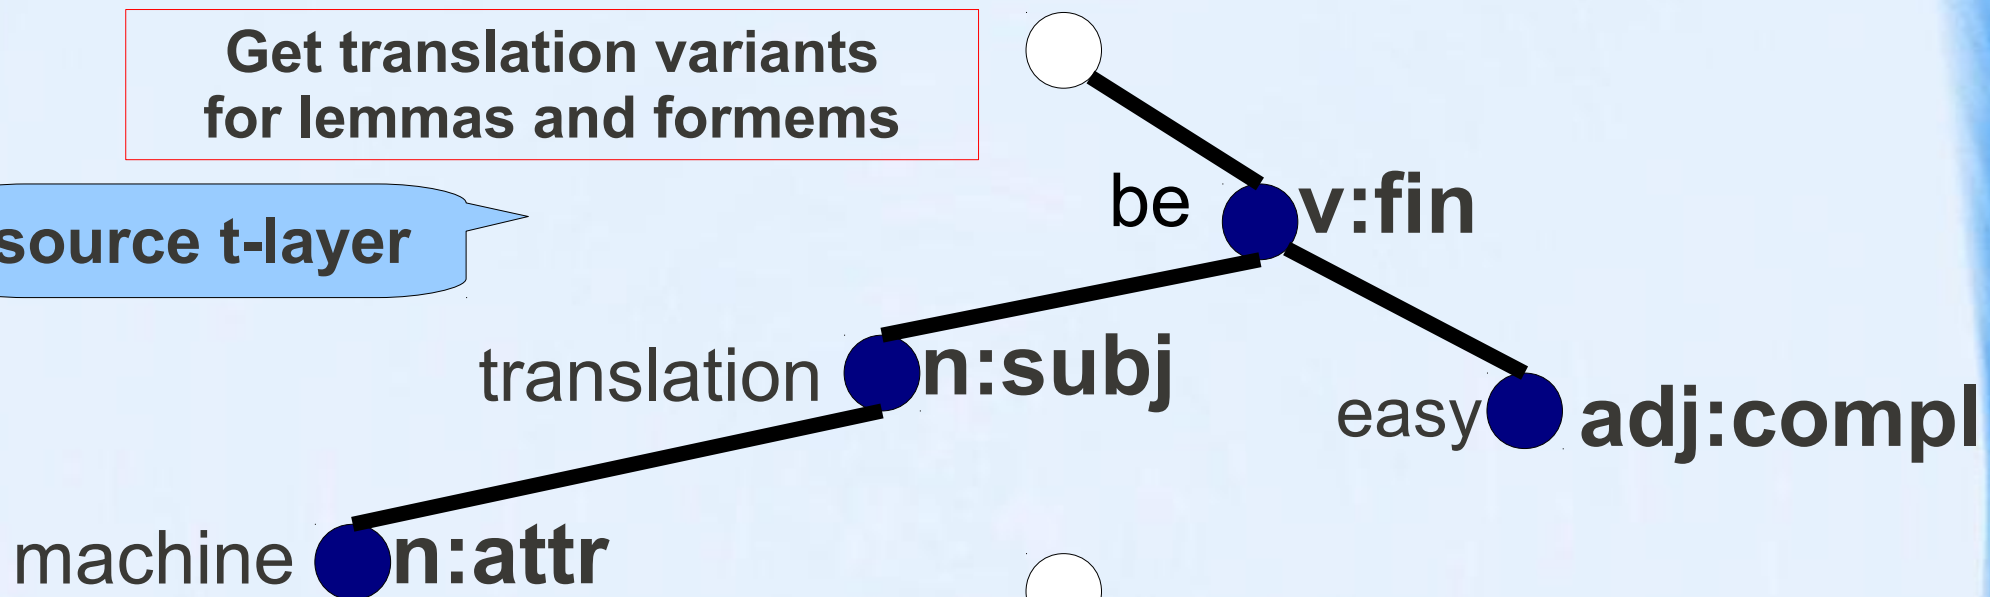 Get translation variants
for lemmas and formems
be v:fin
source t-layer
translation n:subj
easy adj:compl
machine n:attr